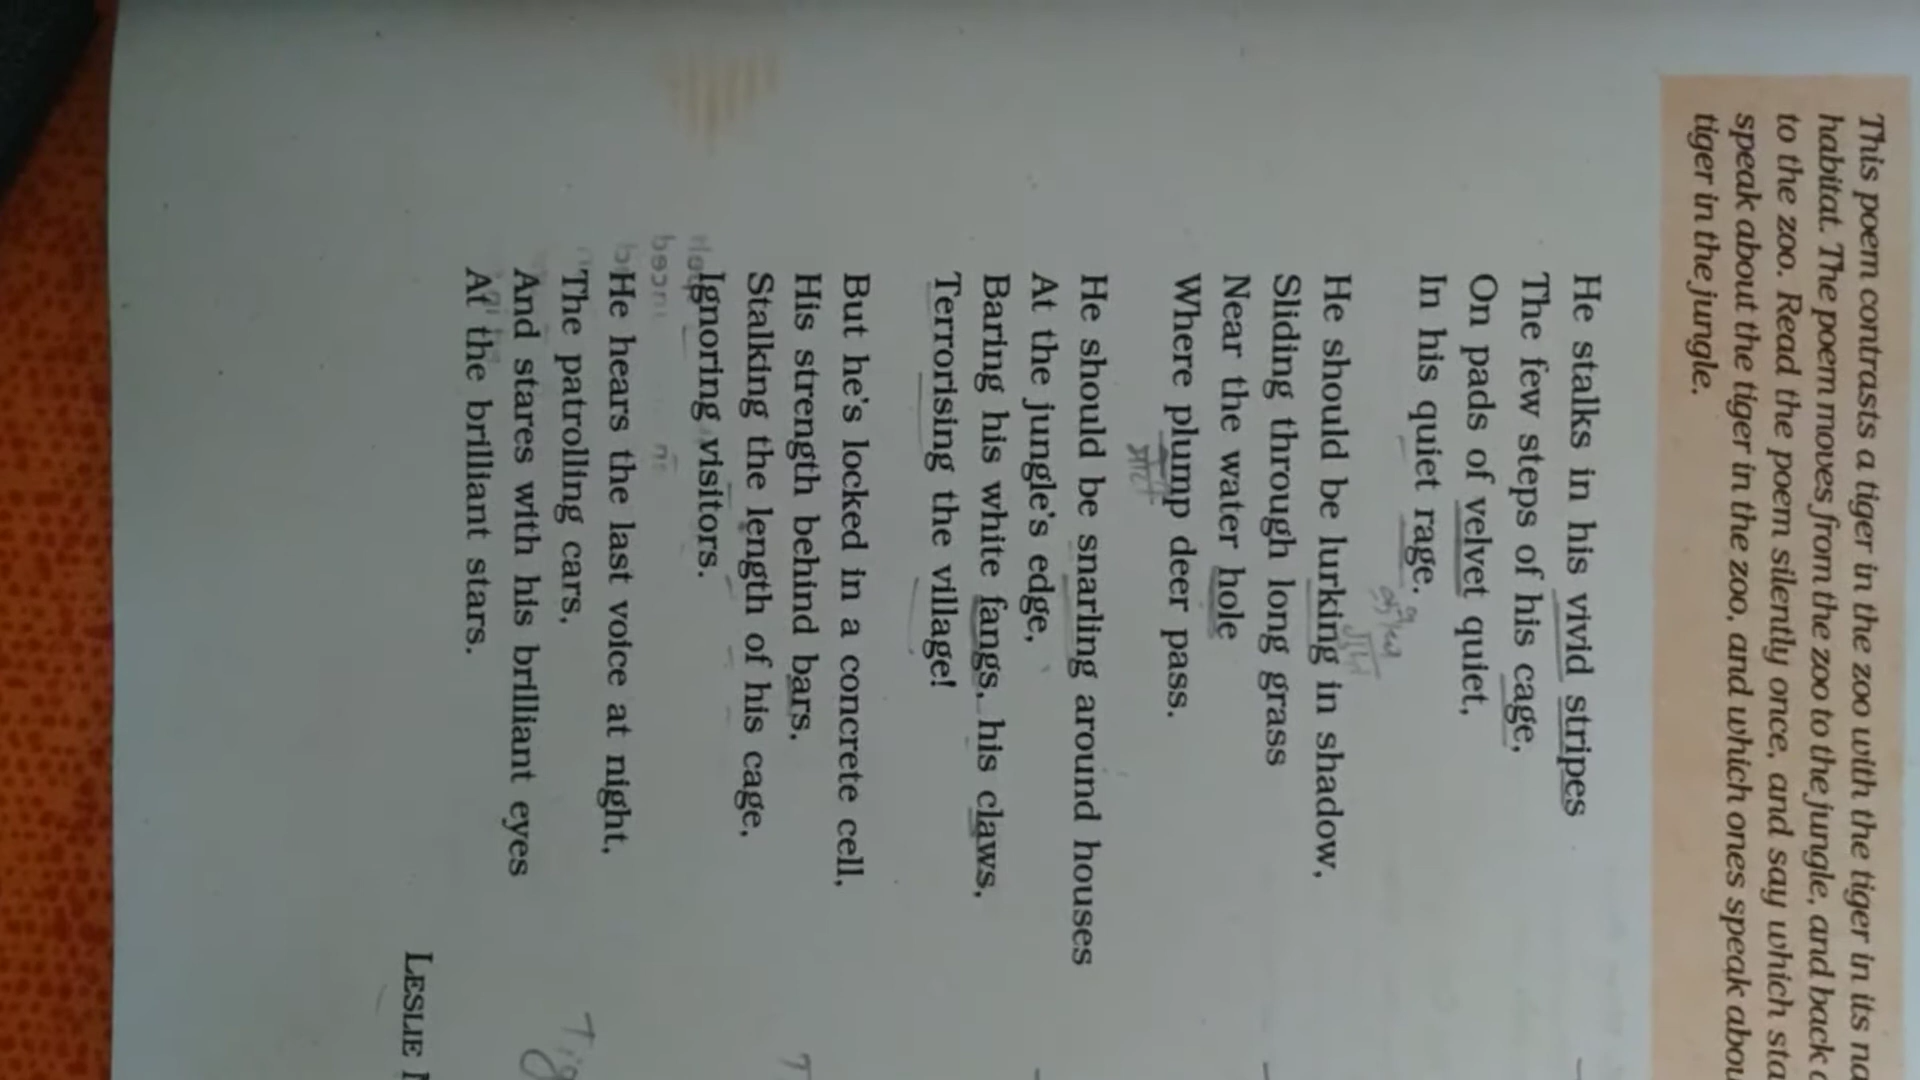 This poem contrasts a tiger in the zoo with the tiger in its na
habitat. The poem moves from the zoo to the jungle, and back
to the zoo. Read the poem silently once, and say which sta
speak about the tiger in the zoo, and which ones speak abou
tiger in the jungle.
He stalks in his vivid stripes
The few steps of his cage,
On pads of velvet quiet,
In his quiet rage.
He should be lurking in shadow,
Sliding through long grass
Near the water hole
Where plump deer pass.
मोटा
He should be snarling around houses
At the jungle's edge,
Baring his white fangs, his claws,
Terrorising the village!
But he's locked in a concrete cell,
His strength behind bars,
Stalking the length of his cage,
Ignoring visitors.
He hears the last voice at night,
The patrolling cars,
And stares with his brilliant eyes
At the brilliant stars.
LESLIE